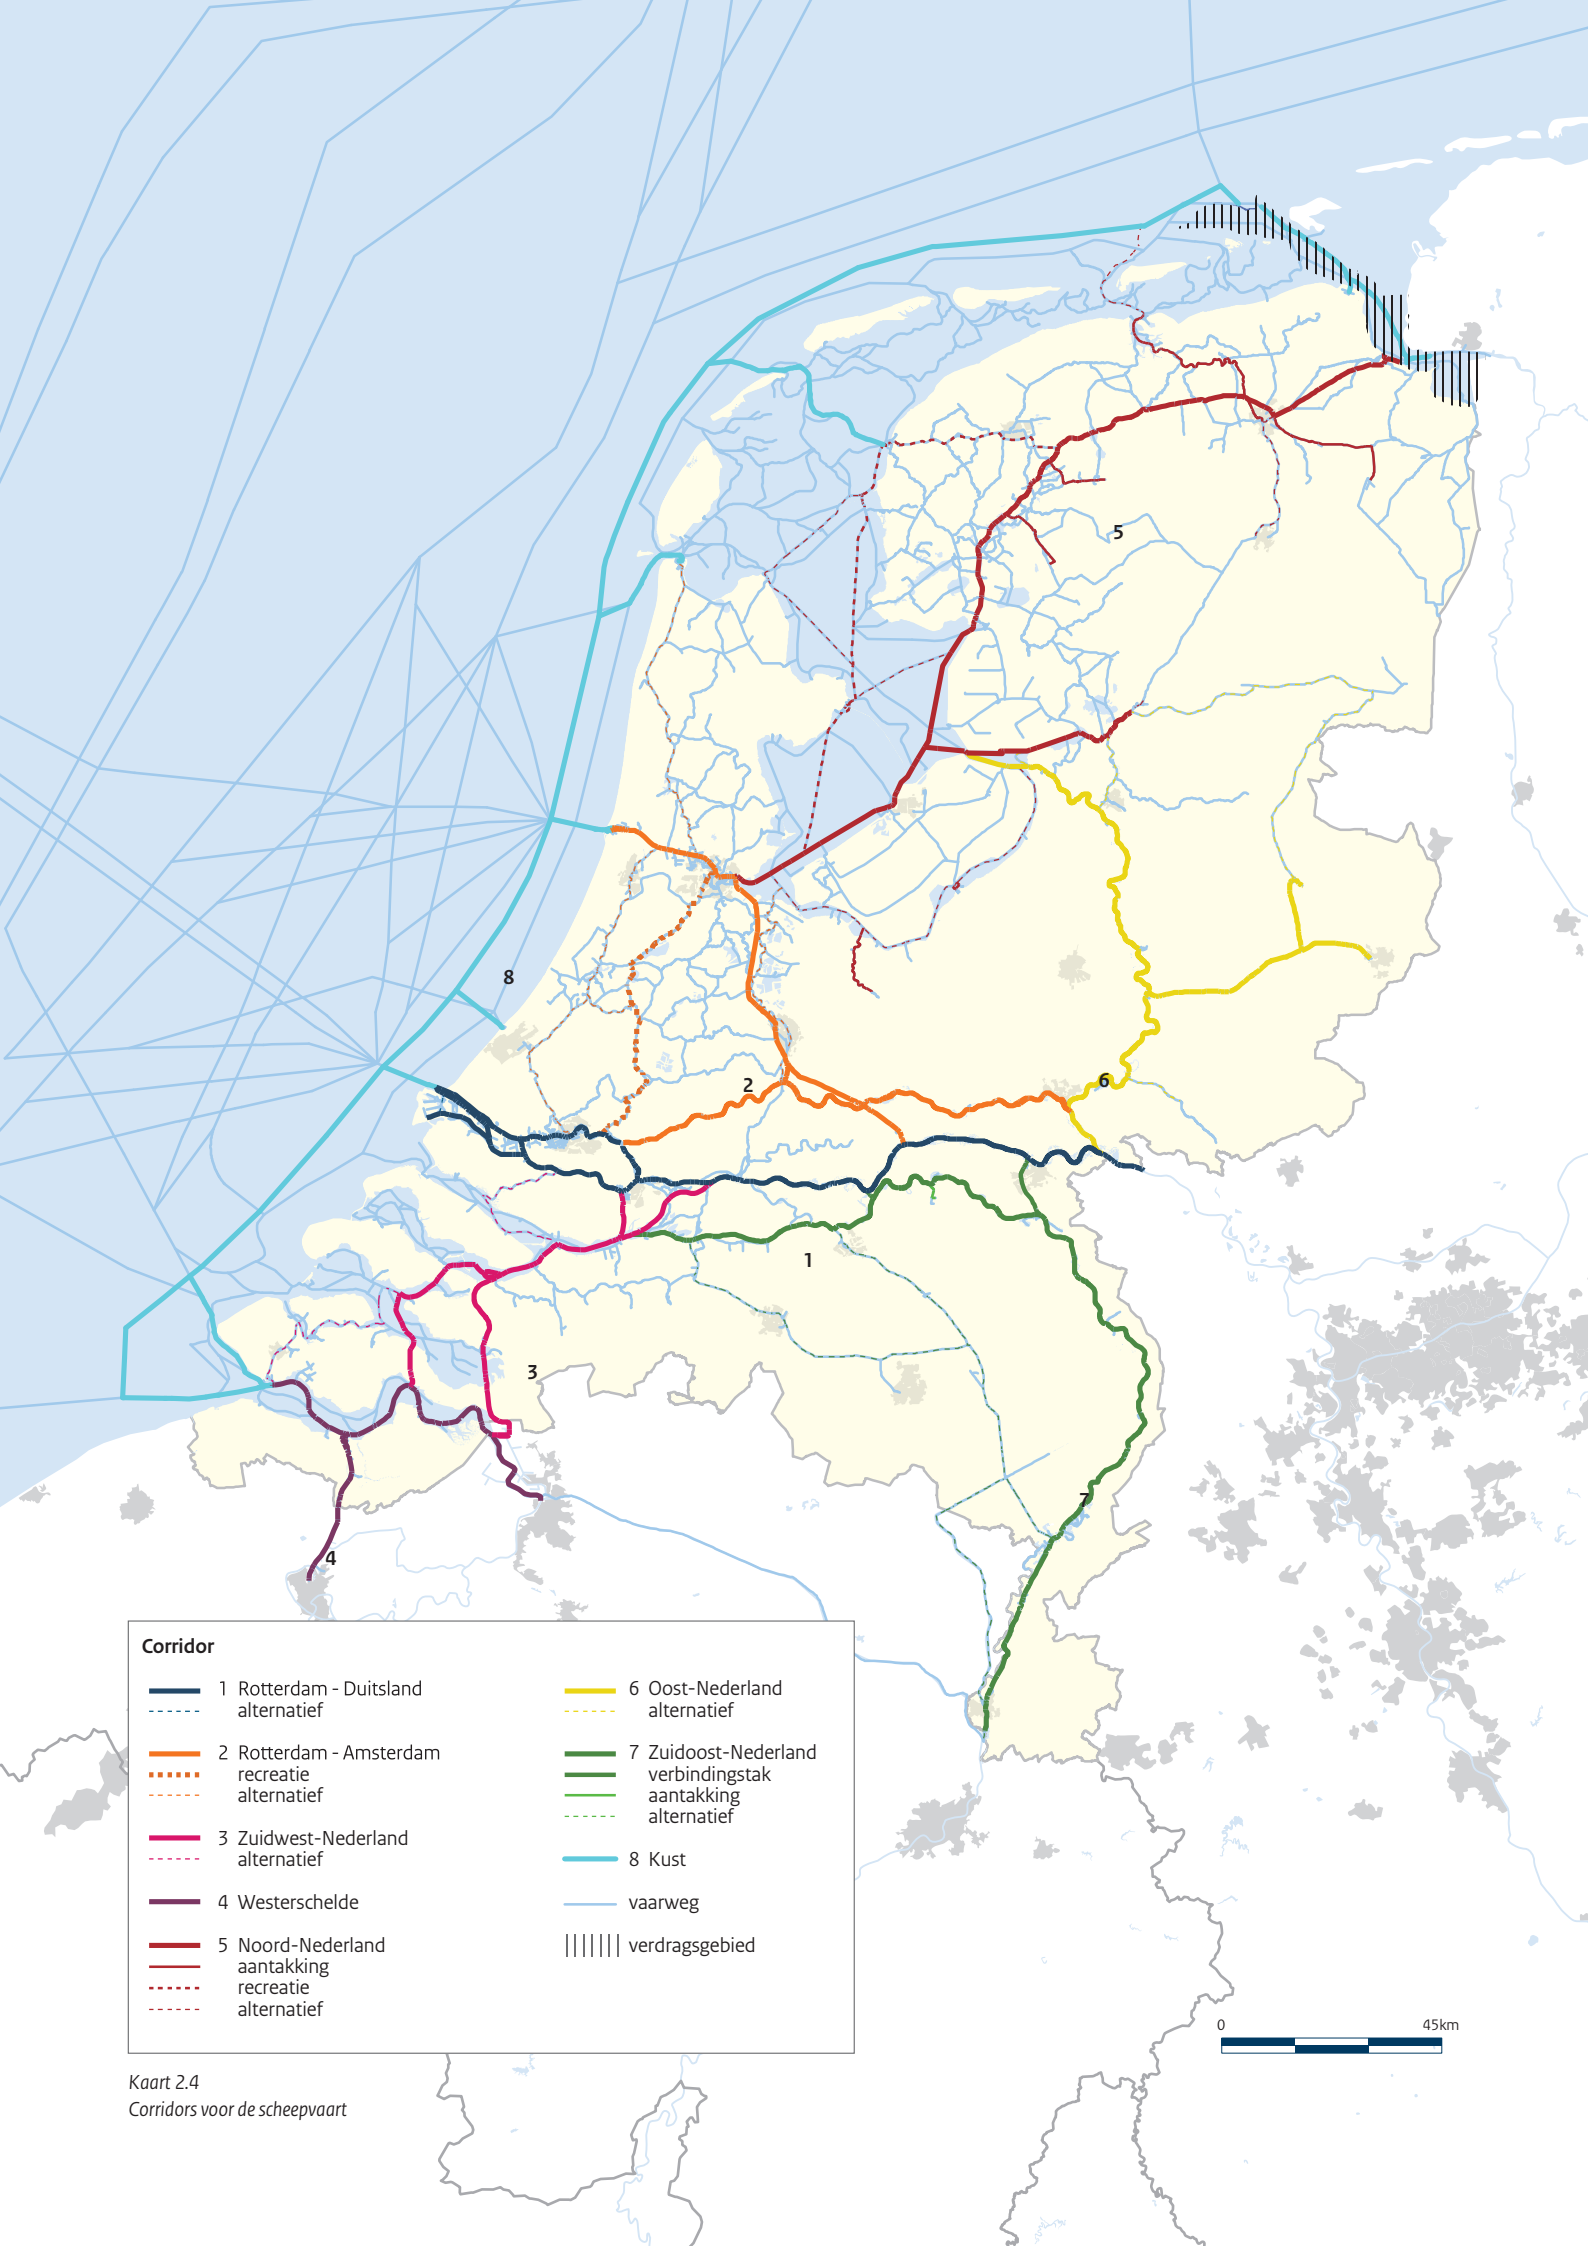 5
8
2
6
1
3
7
4
Corridor
1 Rotterdam - Duitsland
alternatief
2 Rotterdam - Amsterdam
recreatie
alternatief
3 Zuidwest-Nederland
alternatief
4 Westerschelde
5 Noord-Nederland
aantakking
recreatie
alternatief
6 Oost-Nederland
alternatief
7 Zuidoost-Nederland
verbindingstak
aantakking
alternatief
8 Kust
vaarweg
verdragsgebied
0 45km
Kaart 2.4
Corridors voor de scheepvaart